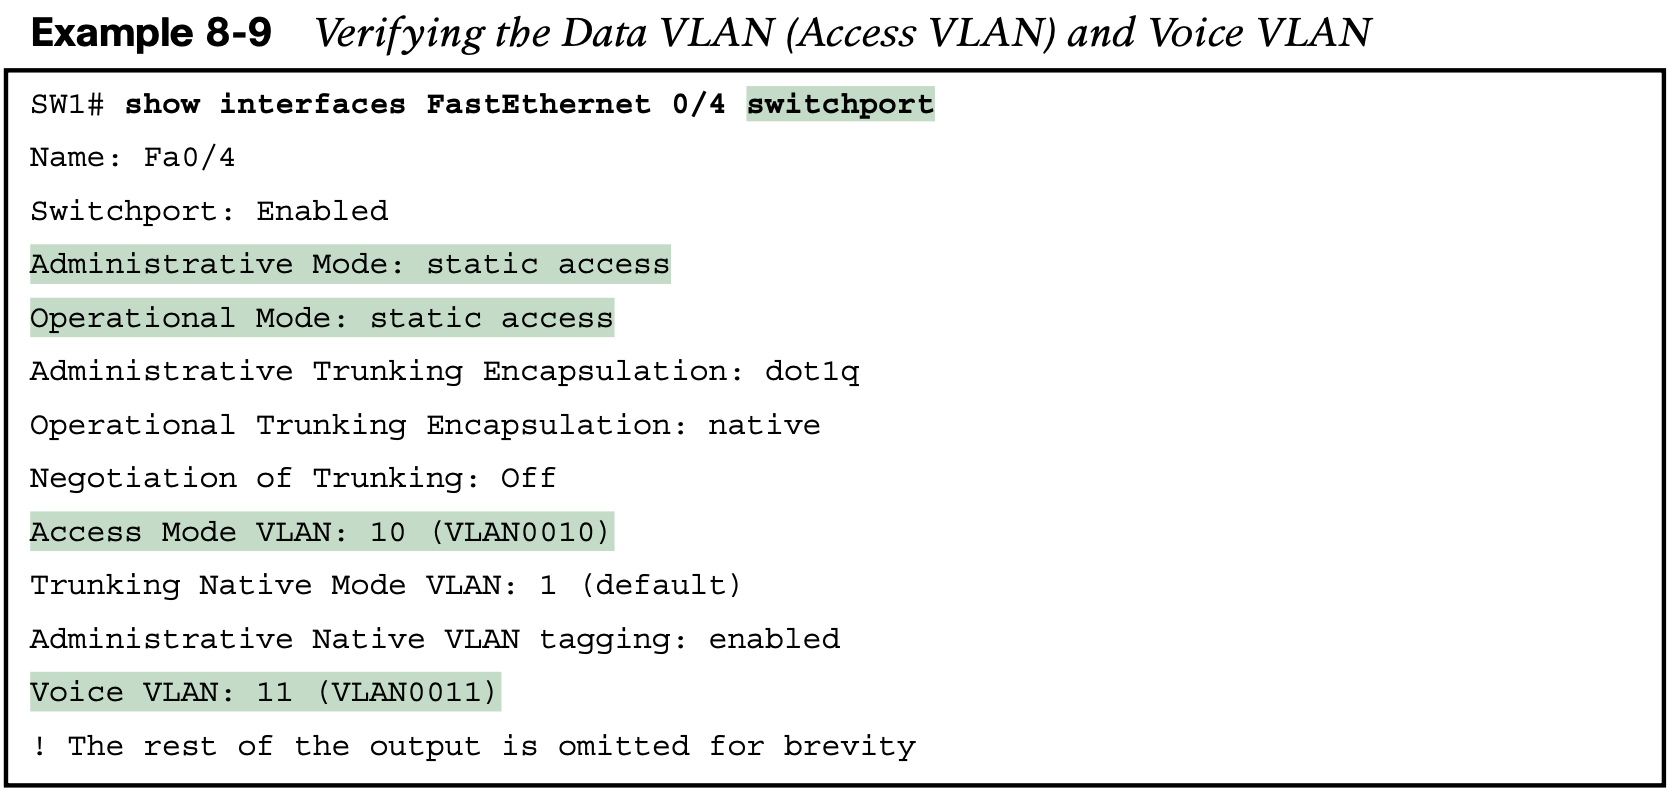 Example 8-9 Verifying the Data VLAN (Access VLAN) and Voice VLAN
SW1# show interfaces FastEthernet 0/4 switchport
Name: Fa0/4
Switchport: Enabled
Administrative Mode: static access
Operational Mode: static access
Administrative Trunking Encapsulation: dot1q
Operational Trunking Encapsulation: native
Negotiation of Trunking: Off
Access Mode VLAN: 10 (VLAN0010)
Trunking Native Mode VLAN: 1 (default)
Administrative Native VLAN tagging: enabled
Voice VLAN: 11 (VLAN0011)
! The rest of the output is omitted for brevity